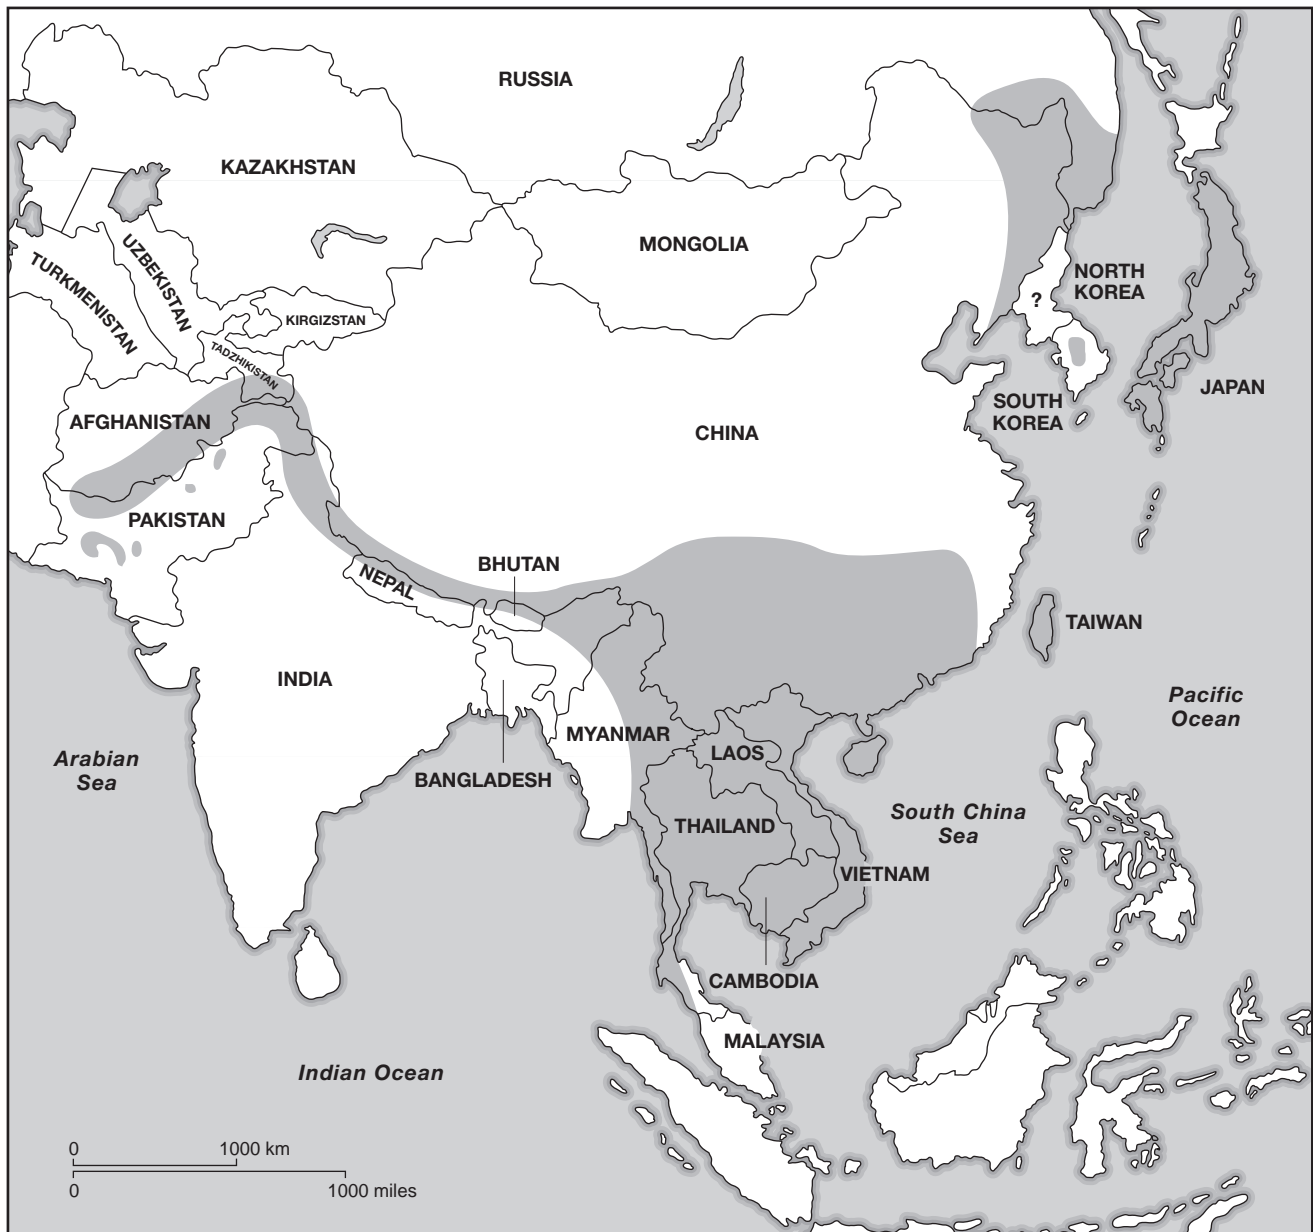 RUSSIA
KAZAKHSTAN
MONGOLIA
UZBEKISTAN
TURKMENISTAN
KIRGIZSTAN
TADZHIKISTAN
NORTH
KOREA
?
JAPAN
SOUTH
KOREA
AFGHANISTAN
CHINA
PAKISTAN
BHUTAN
NEPAL
TAIWAN
INDIA
Pacific
Ocean
MYANMAR
LAOS
Arabian
Sea
BANGLADESH
South China
Sea
THAILAND
VIETNAM
CAMBODIA
MALAYSIA
Indian Ocean
0
1000 km
0
1000 miles